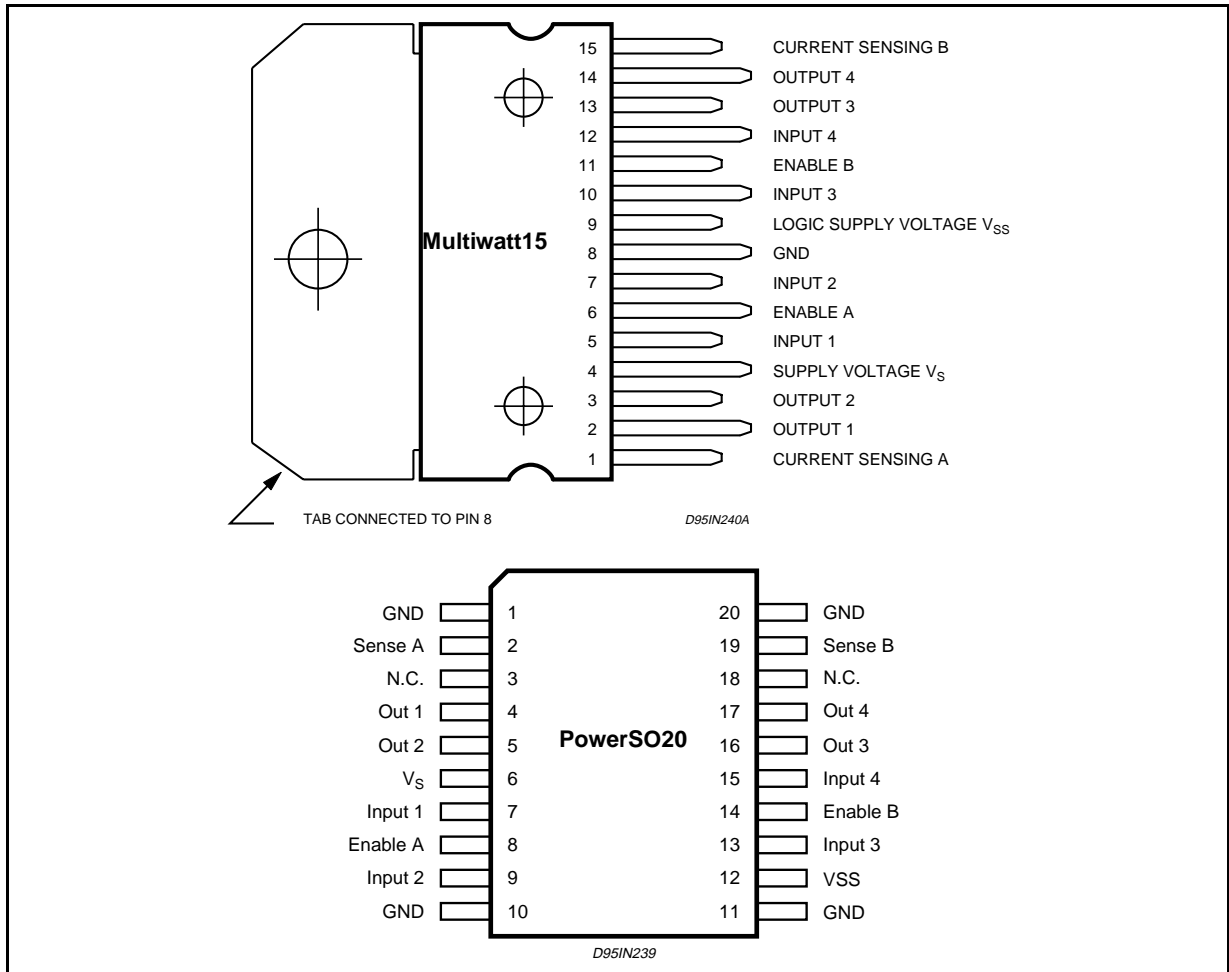 15 CURRENT SENSING B
14 OUTPUT 4
13 OUTPUT 3
12 INPUT 4
11 ENABLE B
10 INPUT 3
9 LOGIC SUPPLY VOLTAGE VSS
Multiwatt15
8 GND
7 INPUT 2
6 ENABLE A
5 INPUT 1
4 SUPPLY VOLTAGE VS
3 OUTPUT 2
2 OUTPUT 1
1 CURRENT SENSING A
TAB CONNECTED TO PIN 8
D95IN240A
GND 1 20 GND
Sense A 2 19 Sense B
N.C. 3 18 N.C.
Out 1 4 17 Out 4
PowerSO20
Out 2 5 16 Out 3
VS 6 15 Input 4
Input 1 7 14 Enable B
Enable A 8 13 Input 3
Input 2 9 12 VSS
GND 10 11 GND
D95IN239